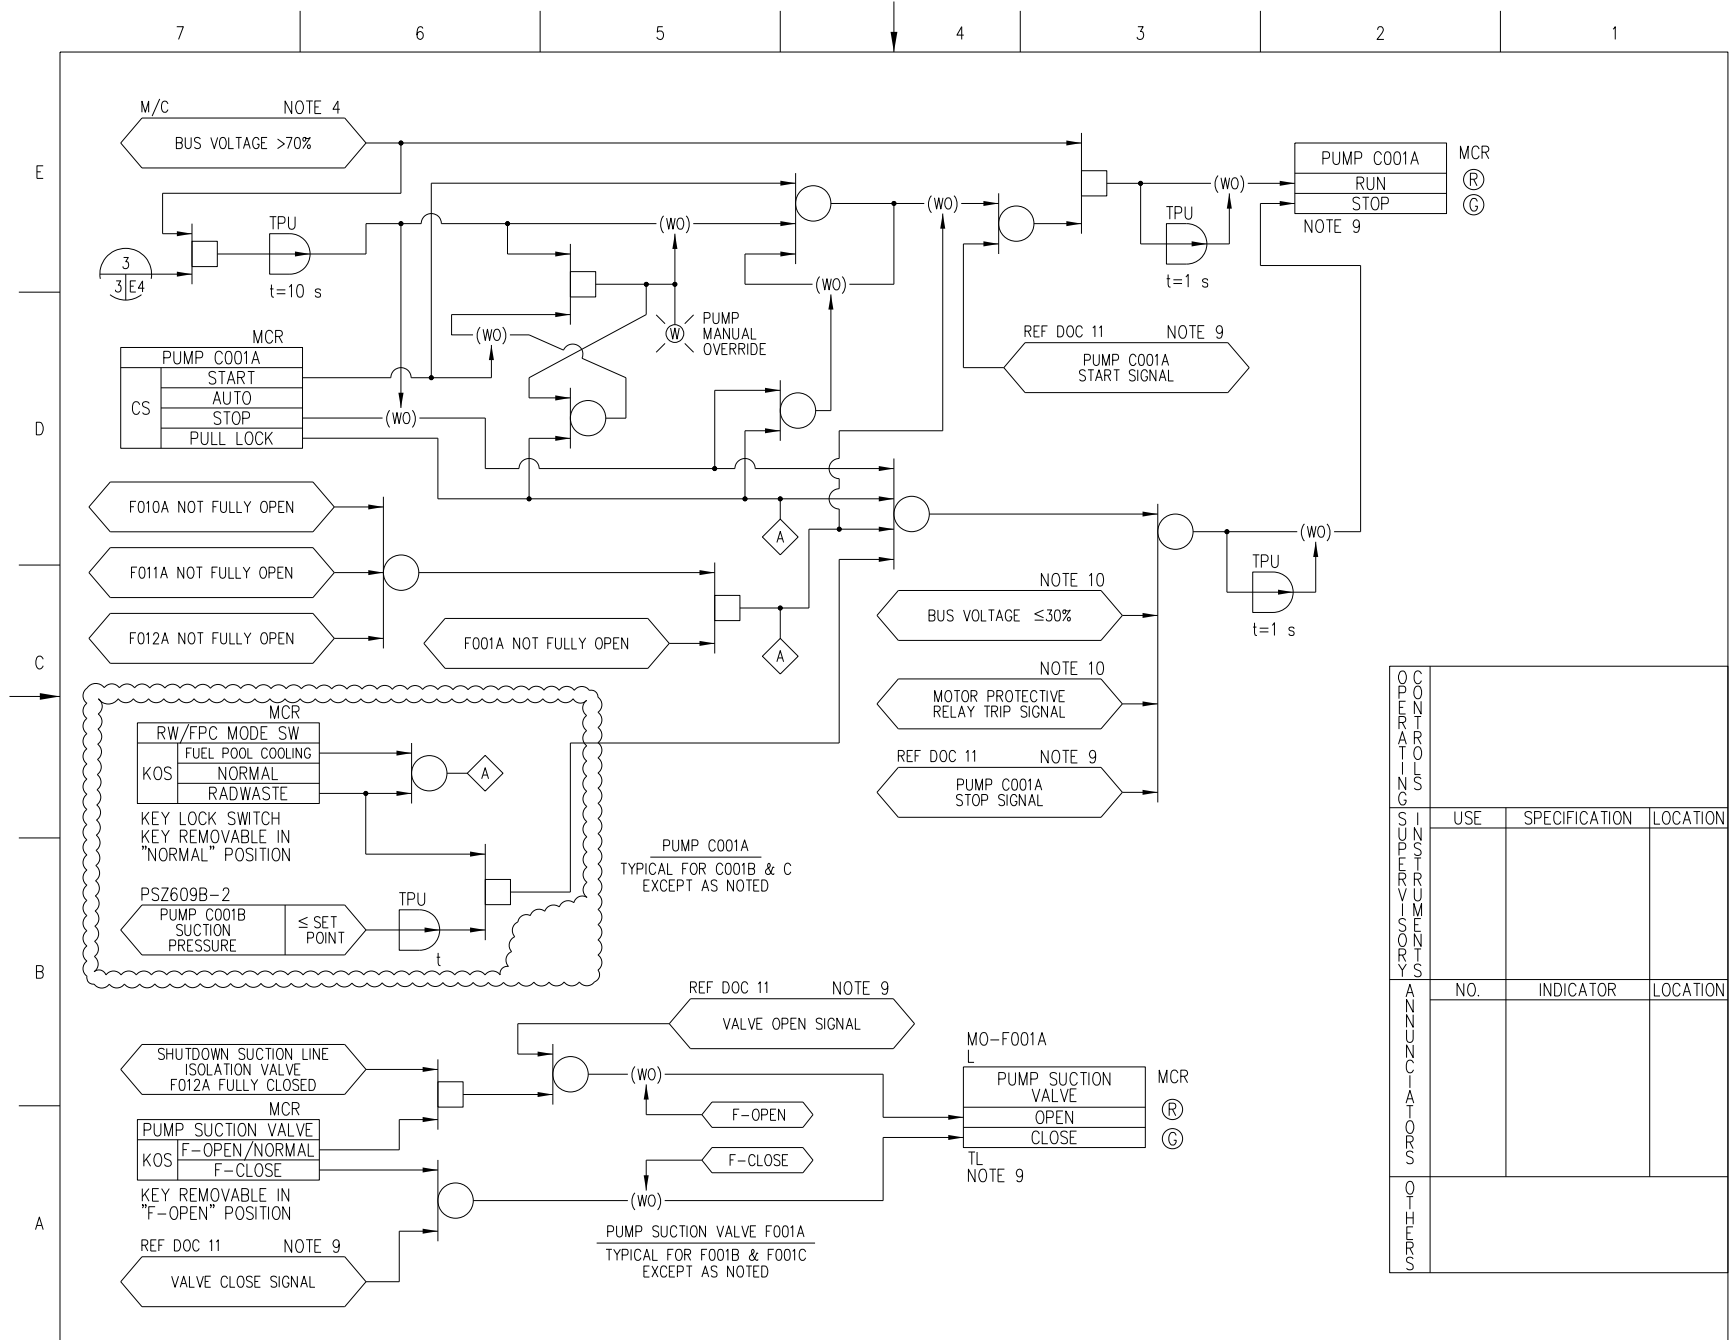 7 6 5 4 3 2 1
E
D
C
B
A
M/C NOTE 4
BUS VOLTAGE >70%
3
3 E4
TPU
t=10 s
(WO)
(WO)
(WO)
(WO)
(WO)
W
PUMP
MANUAL
OVERRIDE
(WO)
(WO)
TPU
t=1 s
PUMP C001A
RUN
STOP
MCR
R
G
NOTE 9
REF DOC 11 NOTE 9
PUMP C001A
START SIGNAL
MCR
PUMP C001A
CS
START
AUTO
STOP
PULL LOCK
F010A NOT FULLY OPEN
F011A NOT FULLY OPEN
F012A NOT FULLY OPEN
F001A NOT FULLY OPEN
A
A
(WO)
TPU
t=1 s
NOTE 10
BUS VOLTAGE ≤30%
NOTE 10
MOTOR PROTECTIVE
RELAY TRIP SIGNAL
REF DOC 11 NOTE 9
PUMP C001A
STOP SIGNAL
MCR
RW/FPC MODE SW
KOS
FUEL POOL COOLING
NORMAL
RADWASTE
A
KEY LOCK SWITCH
KEY REMOVABLE IN
"NORMAL" POSITION
PSZ609B-2
PUMP C001B
SUCTION
PRESSURE
≤ SET
POINT
TPU
t
PUMP C001A
TYPICAL FOR C001B & C
EXCEPT AS NOTED
REF DOC 11 NOTE 9
VALVE OPEN SIGNAL
SHUTDOWN SUCTION LINE
ISOLATION VALVE
F012A FULLY CLOSED
MCR
PUMP SUCTION VALVE
KOS
F-OPEN/NORMAL
F-CLOSE
KEY REMOVABLE IN
"F-OPEN" POSITION
REF DOC 11 NOTE 9
VALVE CLOSE SIGNAL
(WO)
F-OPEN
F-CLOSE
(WO)
PUMP SUCTION VALVE F001A
TYPICAL FOR F001B & F001C
EXCEPT AS NOTED
MO-F001A
L
PUMP SUCTION
VALVE
OPEN
CLOSE
MCR
R
G
TL
NOTE 9
OPERATING
CONTROLS
SUPERVISORY
INSTRUMENTS
USE SPECIFICATION LOCATION
ANNUNCIATORS
NO. INDICATOR LOCATION
OTHERS